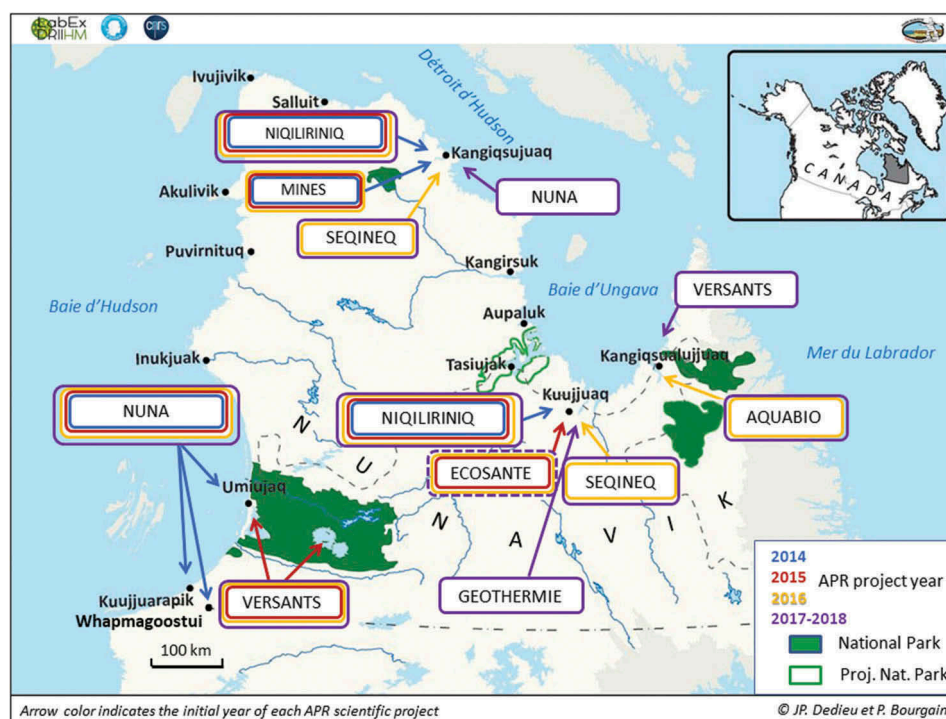 LabEx
DRIIHM
cnrs
Ivujivik
Détroit d'Hudson
Salluit
NIQILIRINIQ
Kangiqsujuaq
CANADA
MINES
NUNA
Akulivik
SEQINEQ
Puvirnituq
Kangirsuk
Baie d'Ungava
VERSANTS
Baie d'Hudson
Aupaluk
Inukjuak
Tasiujak
Kangiqsualujjuaq
Mer du Labrador
Kuujjuaq
NUNA
NIQILIRINIQ
AQUABIO
NUNAVIK
ECOSANTE
SEQINEQ
Umiujaq
2014
2015 APR project year
2016
2017-2018
VERSANTS
GEOTHERMIE
Kuujjuarapik
Whapmagoostui
National Park
100 km
Proj. Nat. Park
Arrow color indicates the initial year of each APR scientific project
© JP. Dedieu et P. Bourgain